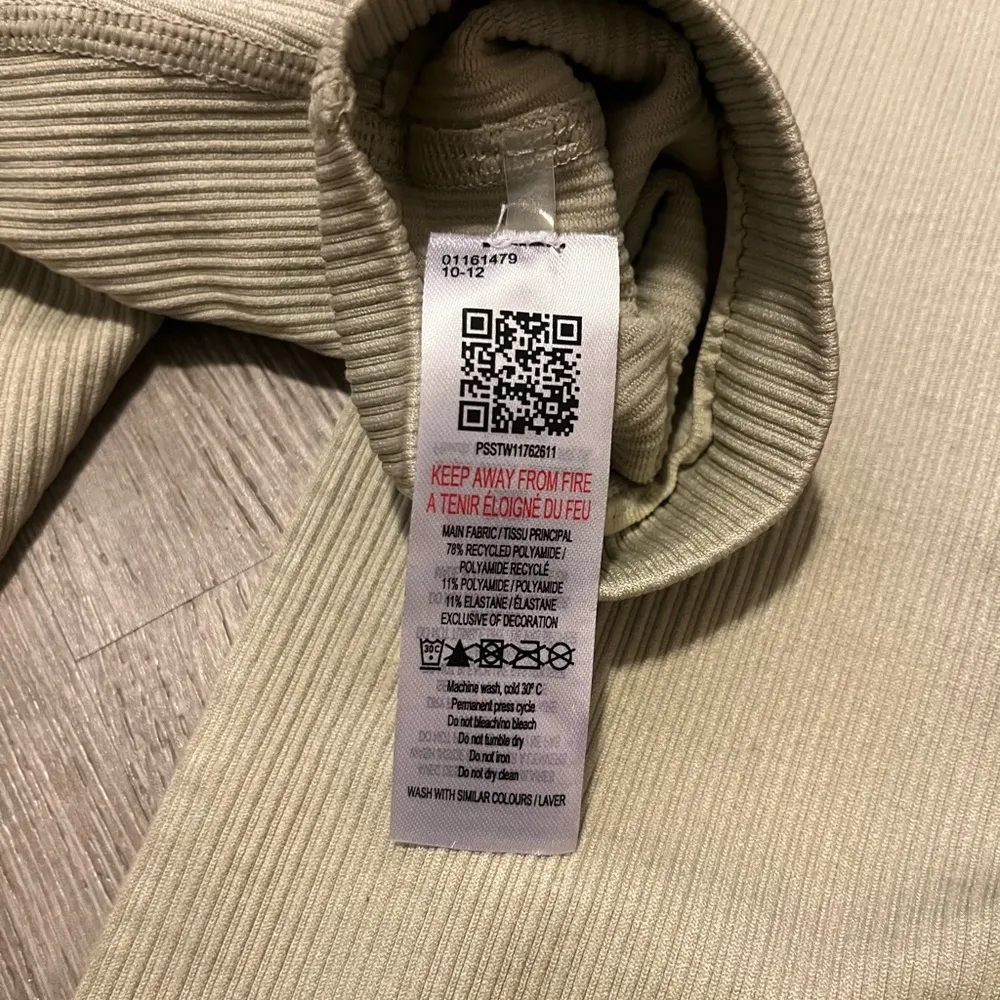 01161479
10-12
PSSTW11762611
KEEP AWAY FROM FIRE
A TENIR ÉLOIGNÉ DU FEU
MAIN FABRIC / TISSU PRINCIPAL
78% RECYCLED POLYAMIDE /
POLYAMIDE RECYCLÉ
11% POLYAMIDE / POLYAMIDE
11% ELASTANE / ÉLASTANE
EXCLUSIVE OF DECORATION
30C
Machine wash, cold 30º C
Permanent press cycle
Do not bleach/no bleach
Do not tumble dry
Do not iron
Do not dry clean
WASH WITH SIMILAR COLOURS / LAVER